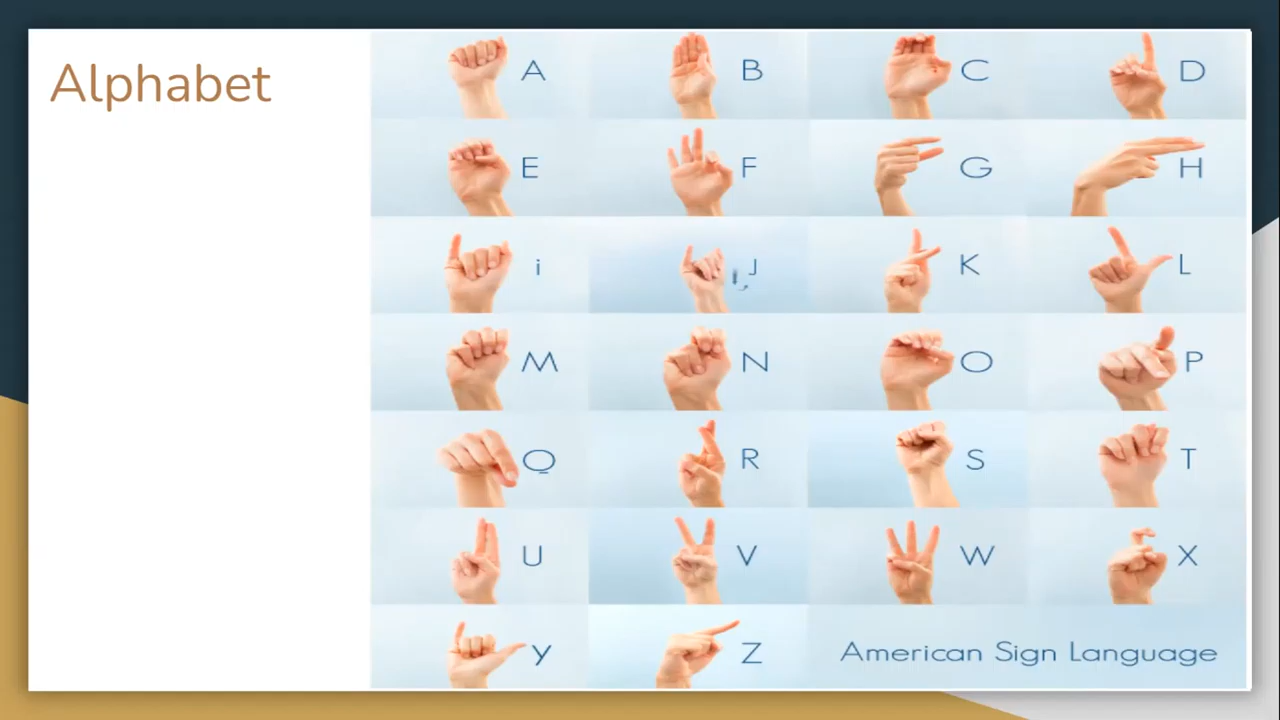 Alphabet
A B C D
E F G H
i J K L
M N O P
Q R S T
U V W X
y Z American Sign Language